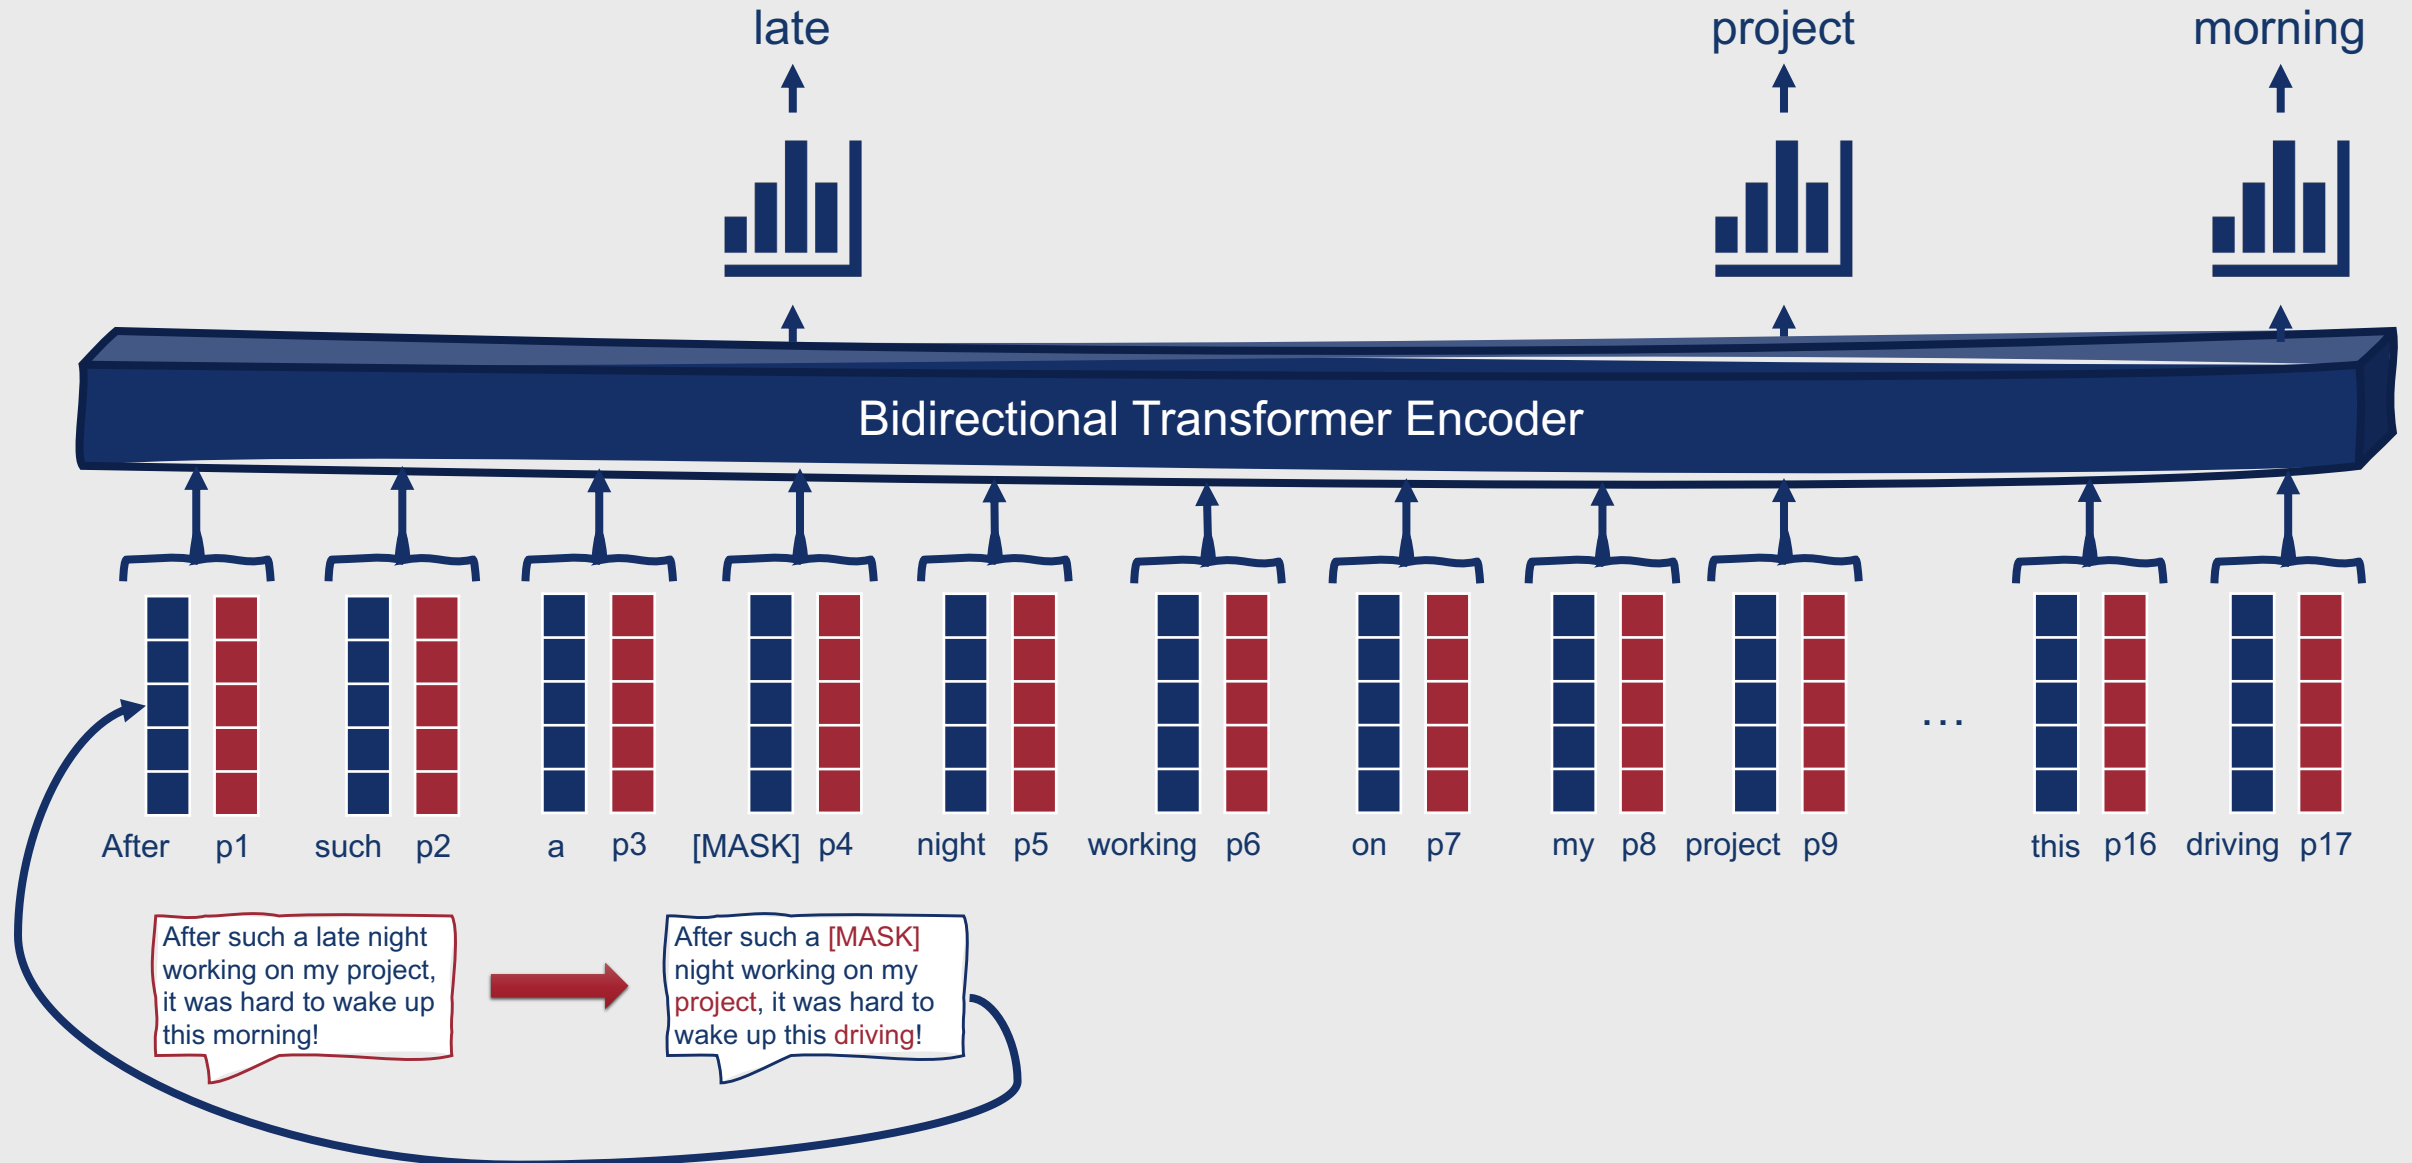 late project morning
Bidirectional Transformer Encoder
…
After p1 such p2 a p3 [MASK] p4 night p5 working p6 on p7 my p8 project p9 this p16 driving p17
After such a late night
working on my project,
it was hard to wake up
this morning!
After such a [MASK]
night working on my
project, it was hard to
wake up this driving!